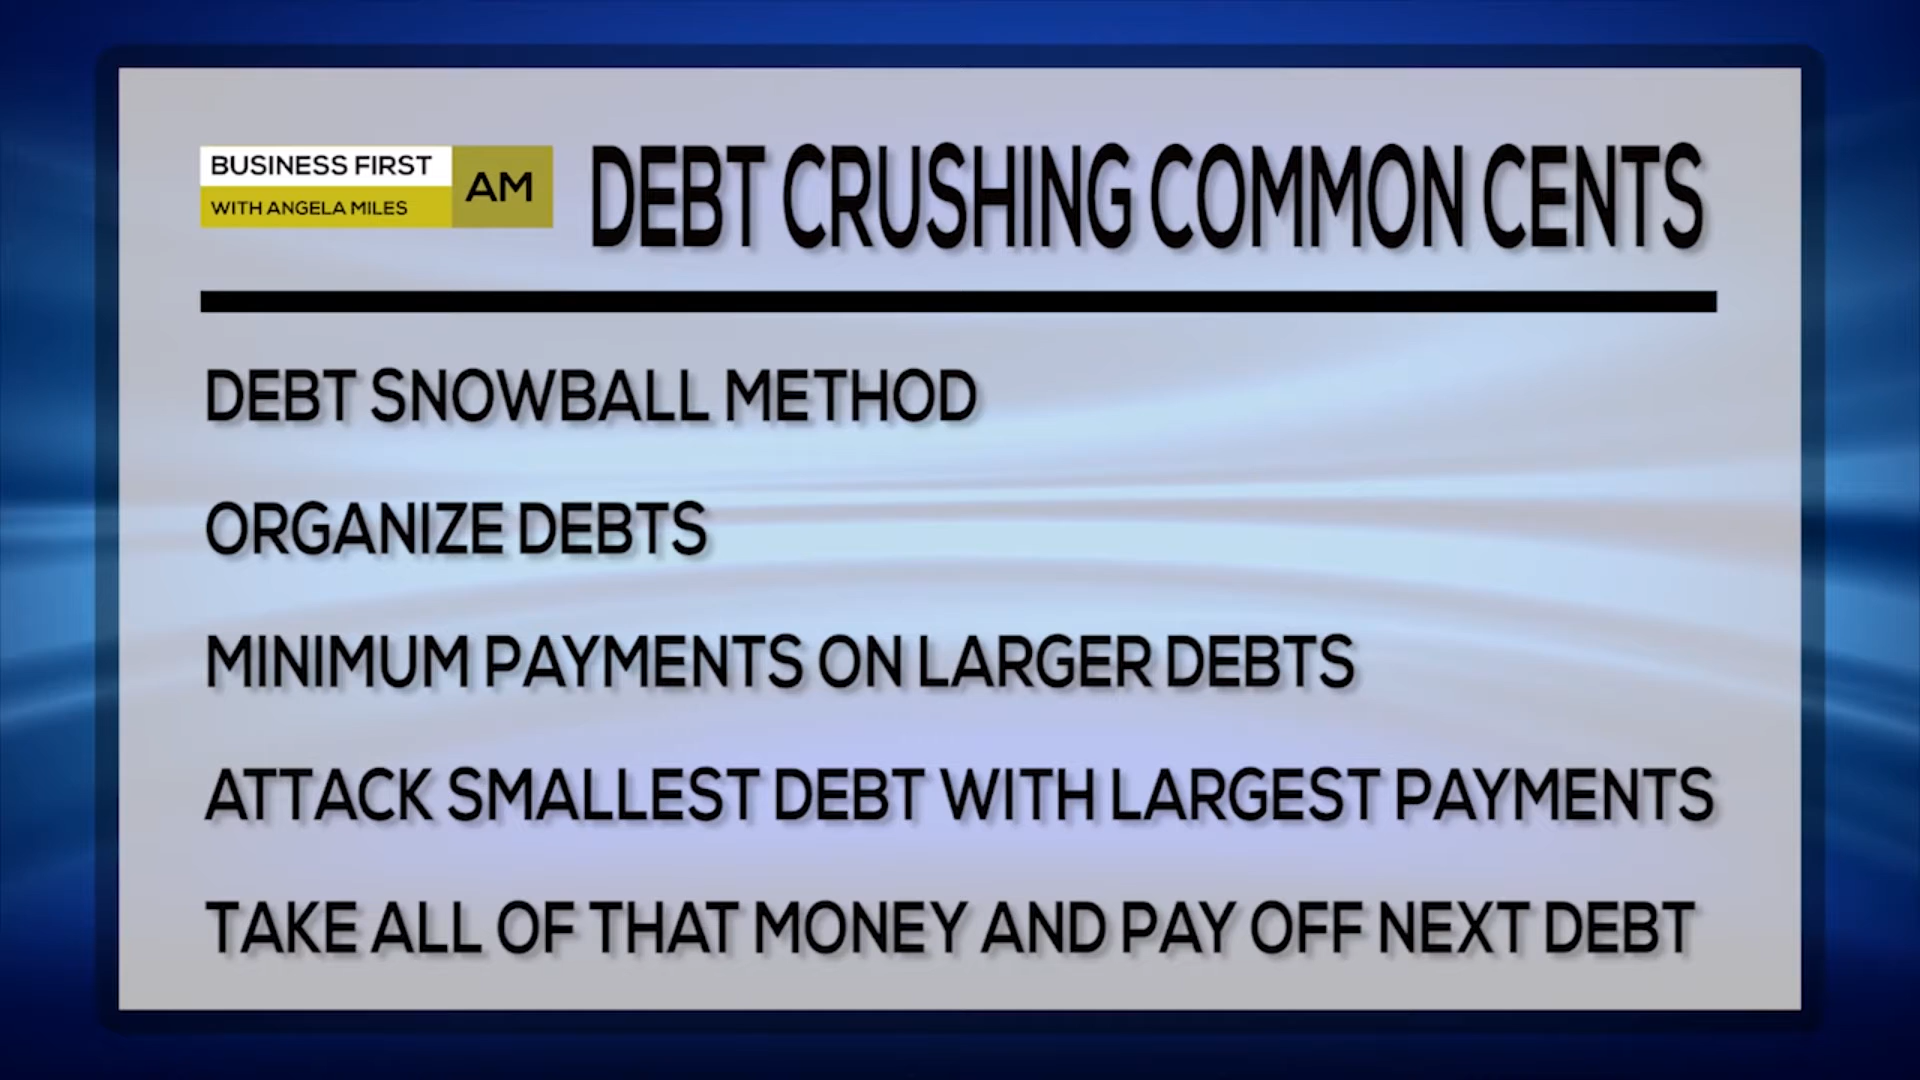 BUSINESS FIRST
WITH ANGELA MILES
AM
DEBT CRUSHING COMMON CENTS
DEBT SNOWBALL METHOD
ORGANIZE DEBTS
MINIMUM PAYMENTS ON LARGER DEBTS
ATTACK SMALLEST DEBT WITH LARGEST PAYMENTS
TAKE ALL OF THAT MONEY AND PAY OFF NEXT DEBT